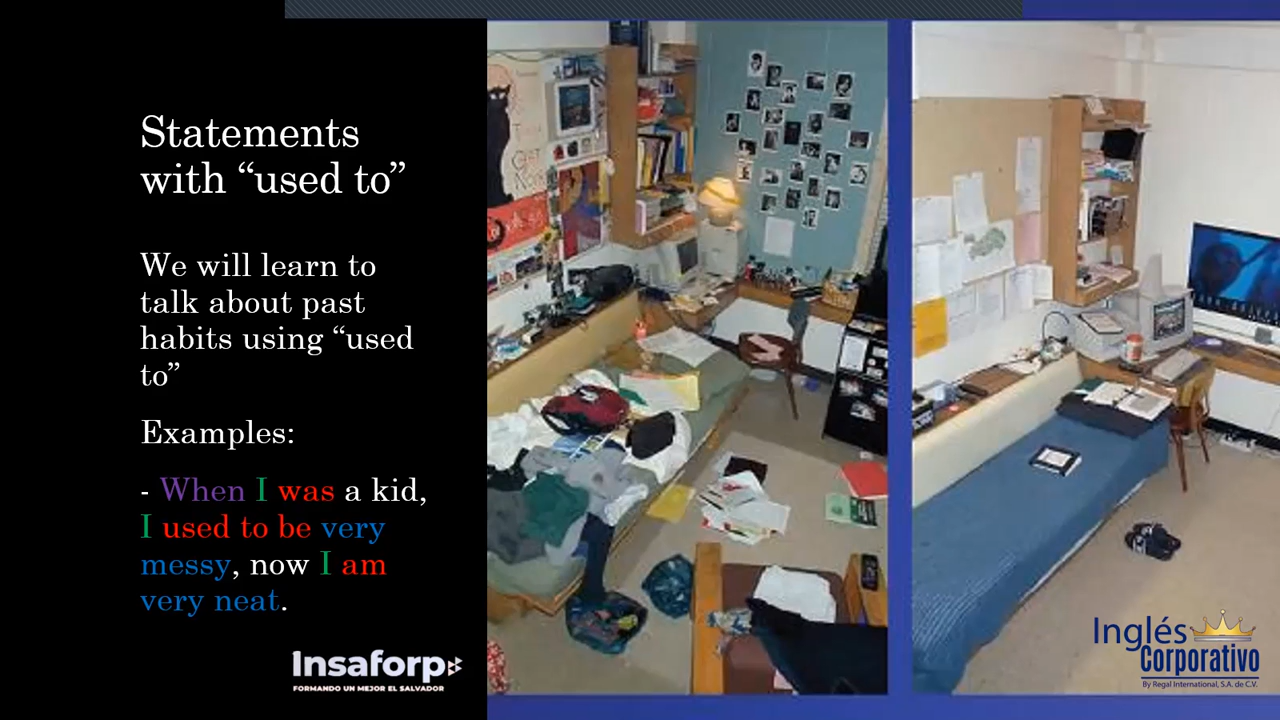 Statements
with “used to”
We will learn to
talk about past
habits using “used
to”
Examples:
- When I was a kid,
I used to be very
messy, now I am
very neat.
Insaforp
FORMANDO UN MEJOR EL SALVADOR
Inglés
Corporativo
By Regal International, S.A. de C.V.